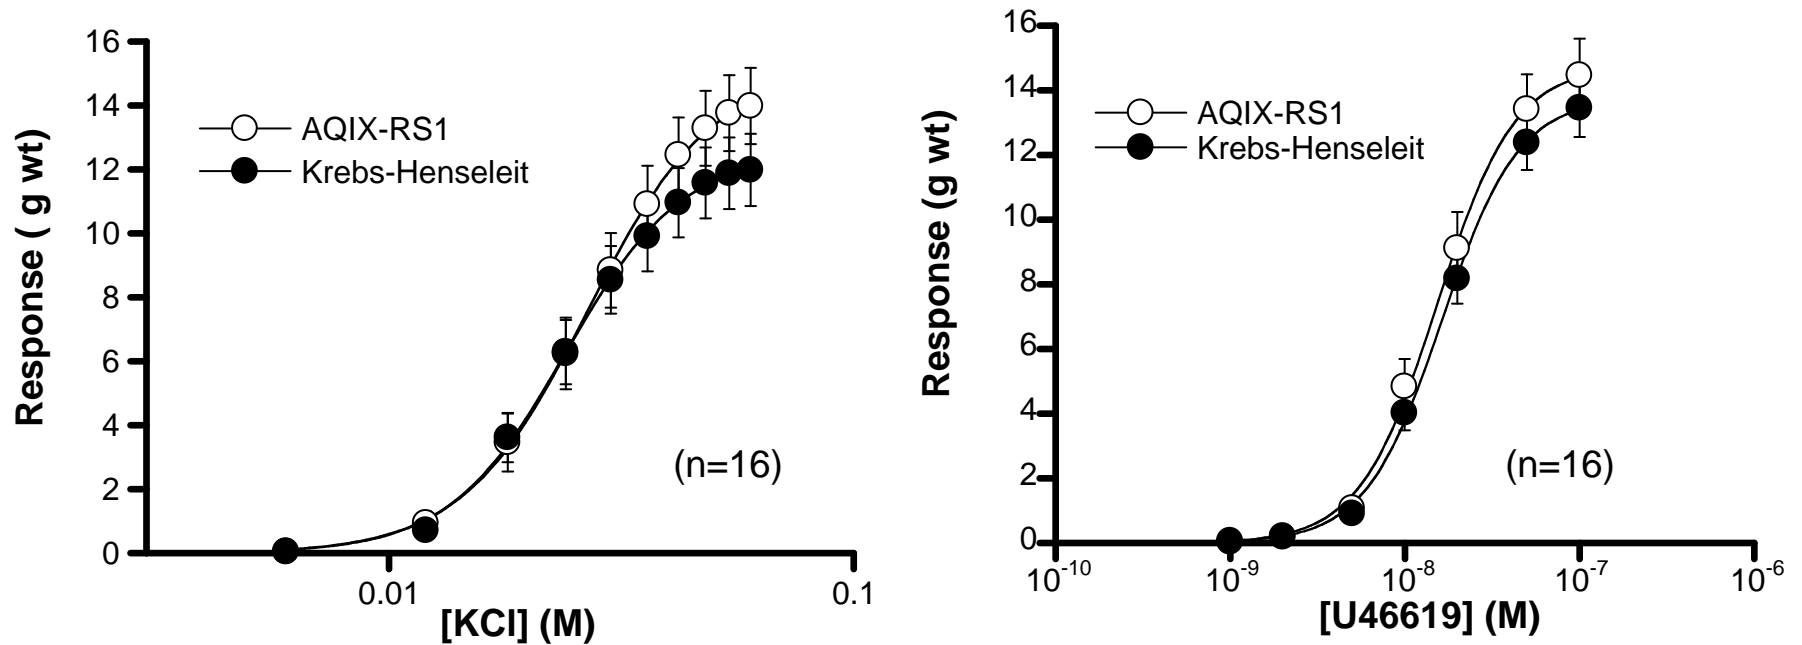 16
14
12
10
8
6
4
2
0
Response ( g wt)
AQIX-RS1
Krebs-Henseleit
(n=16)
0.01
0.1
[KCl] (M)
16
14
12
10
8
6
4
2
0
Response (g wt)
AQIX-RS1
Krebs-Henseleit
(n=16)
10-10
10-9
10-8
10-7
10-6
[U46619] (M)